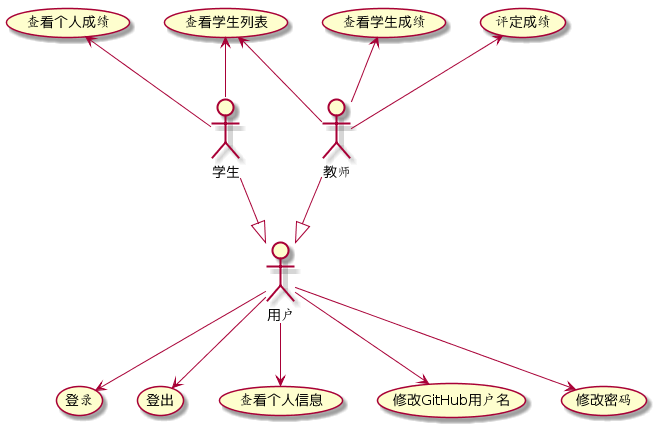 查看个人成绩
查看学生列表
查看学生成绩
评定成绩
学生
教师
用户
登录
登出
查看个人信息
修改GitHub用户名
修改密码